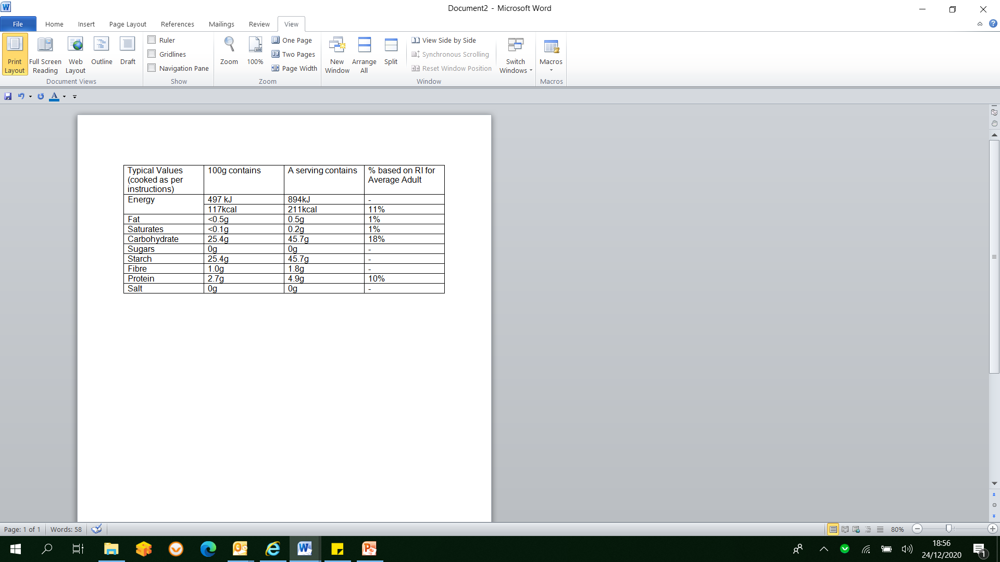 Document2 - Microsoft Word
File Home Insert Page Layout References Mailings Review View
Print Layout
Full Screen Reading
Web Layout
Outline
Draft
Document Views
Ruler
Gridlines
Navigation Pane
Show
Zoom
100%
One Page
Two Pages
Page Width
Zoom
New Window
Arrange All
Split
View Side by Side
Synchronous Scrolling
Reset Window Position
Window
Switch Windows
Macros
Macros
Typical Values (cooked as per instructions) 100g contains A serving contains % based on RI for Average Adult
Energy 497 kJ 894kJ -
117kcal 211kcal 11%
Fat <0.5g 0.5g 1%
Saturates <0.1g 0.2g 1%
Carbohydrate 25.4g 45.7g 18%
Sugars 0g 0g -
Starch 25.4g 45.7g -
Fibre 1.0g 1.8g -
Protein 2.7g 4.9g 10%
Salt 0g 0g -
Page: 1 of 1 Words: 58 80%
18:56
24/12/2020
1